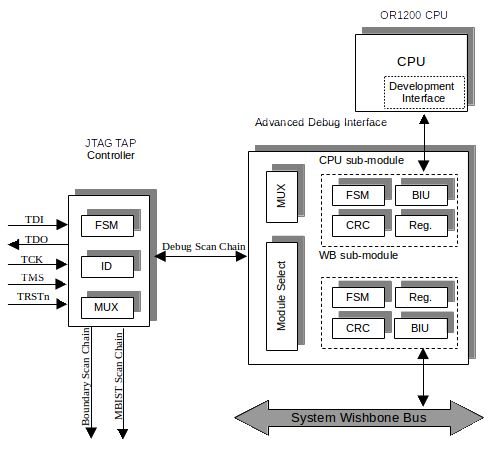 OR1200 CPU
CPU
Development
Interface
Advanced Debug Interface
JTAG TAP
Controller
CPU sub-module
MUX
FSM
BIU
CRC
Reg.
TDI
TDO
TCK
TMS
TRSTn
FSM
ID
MUX
Debug Scan Chain
Module Select
WB sub-module
FSM
Reg.
CRC
BIU
Boundary Scan Chain
MBIST Scan Chain
System Wishbone Bus